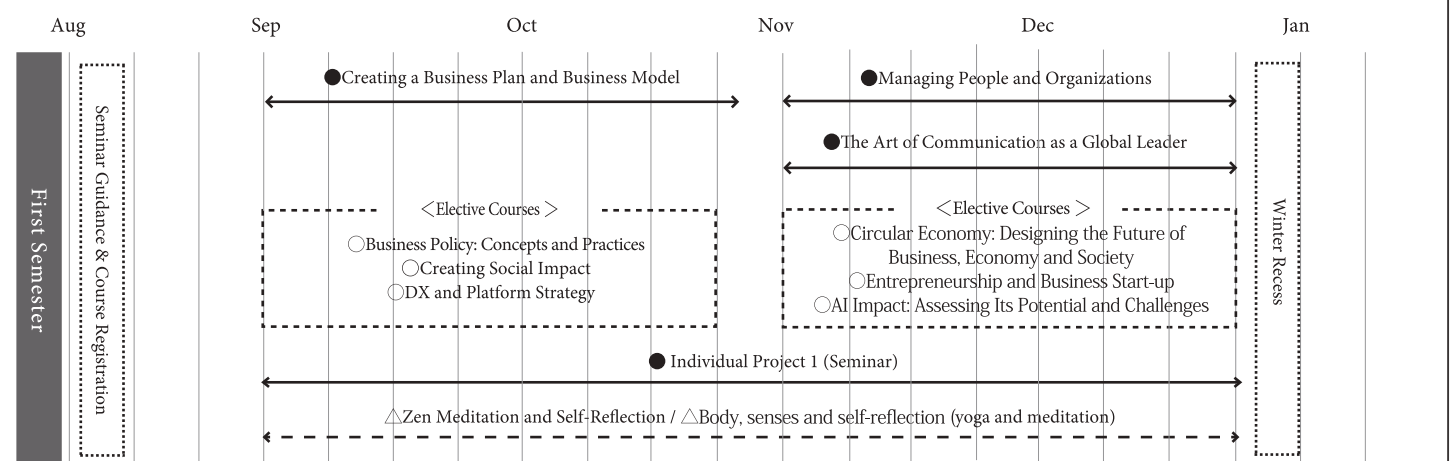 Aug Sep Oct Nov Dec Jan
First Semester
Seminar Guidance & Course Registration
●Creating a Business Plan and Business Model
●Managing People and Organizations
●The Art of Communication as a Global Leader
<Elective Courses>
○Business Policy: Concepts and Practices
○Creating Social Impact
○DX and Platform Strategy
<Elective Courses>
○Circular Economy: Designing the Future of
Business, Economy and Society
○Entrepreneurship and Business Start-up
○AI Impact: Assessing Its Potential and Challenges
● Individual Project 1 (Seminar)
△Zen Meditation and Self-Reflection / △Body, senses and self-reflection (yoga and meditation)
Winter Recess